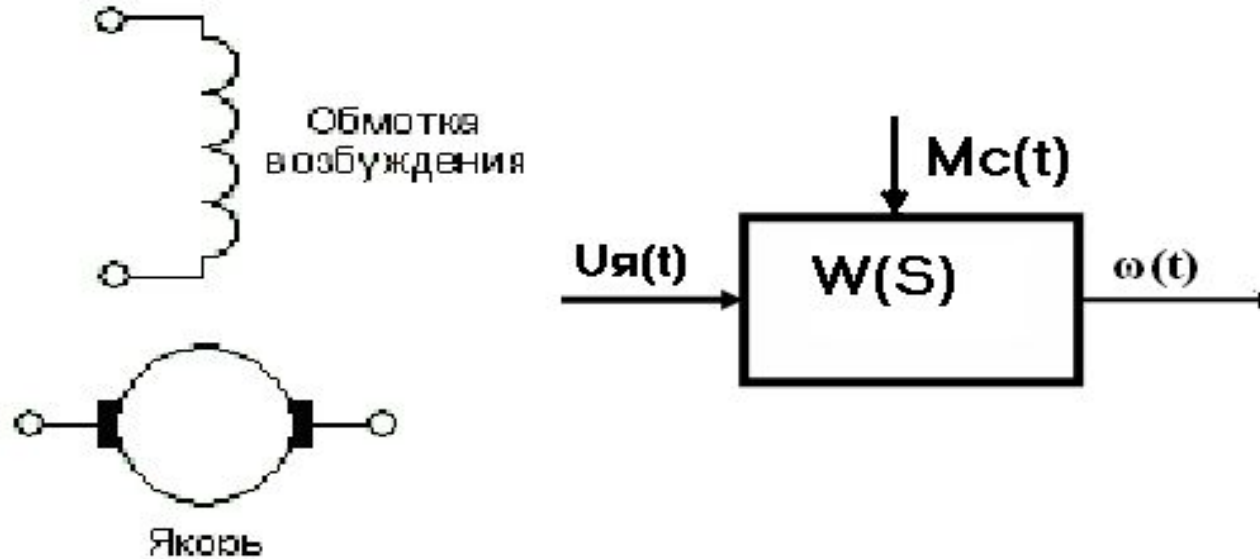 Обмотка
возбуждения
Якорь
Mc(t)
Uя(t)
W(S)
ω(t)